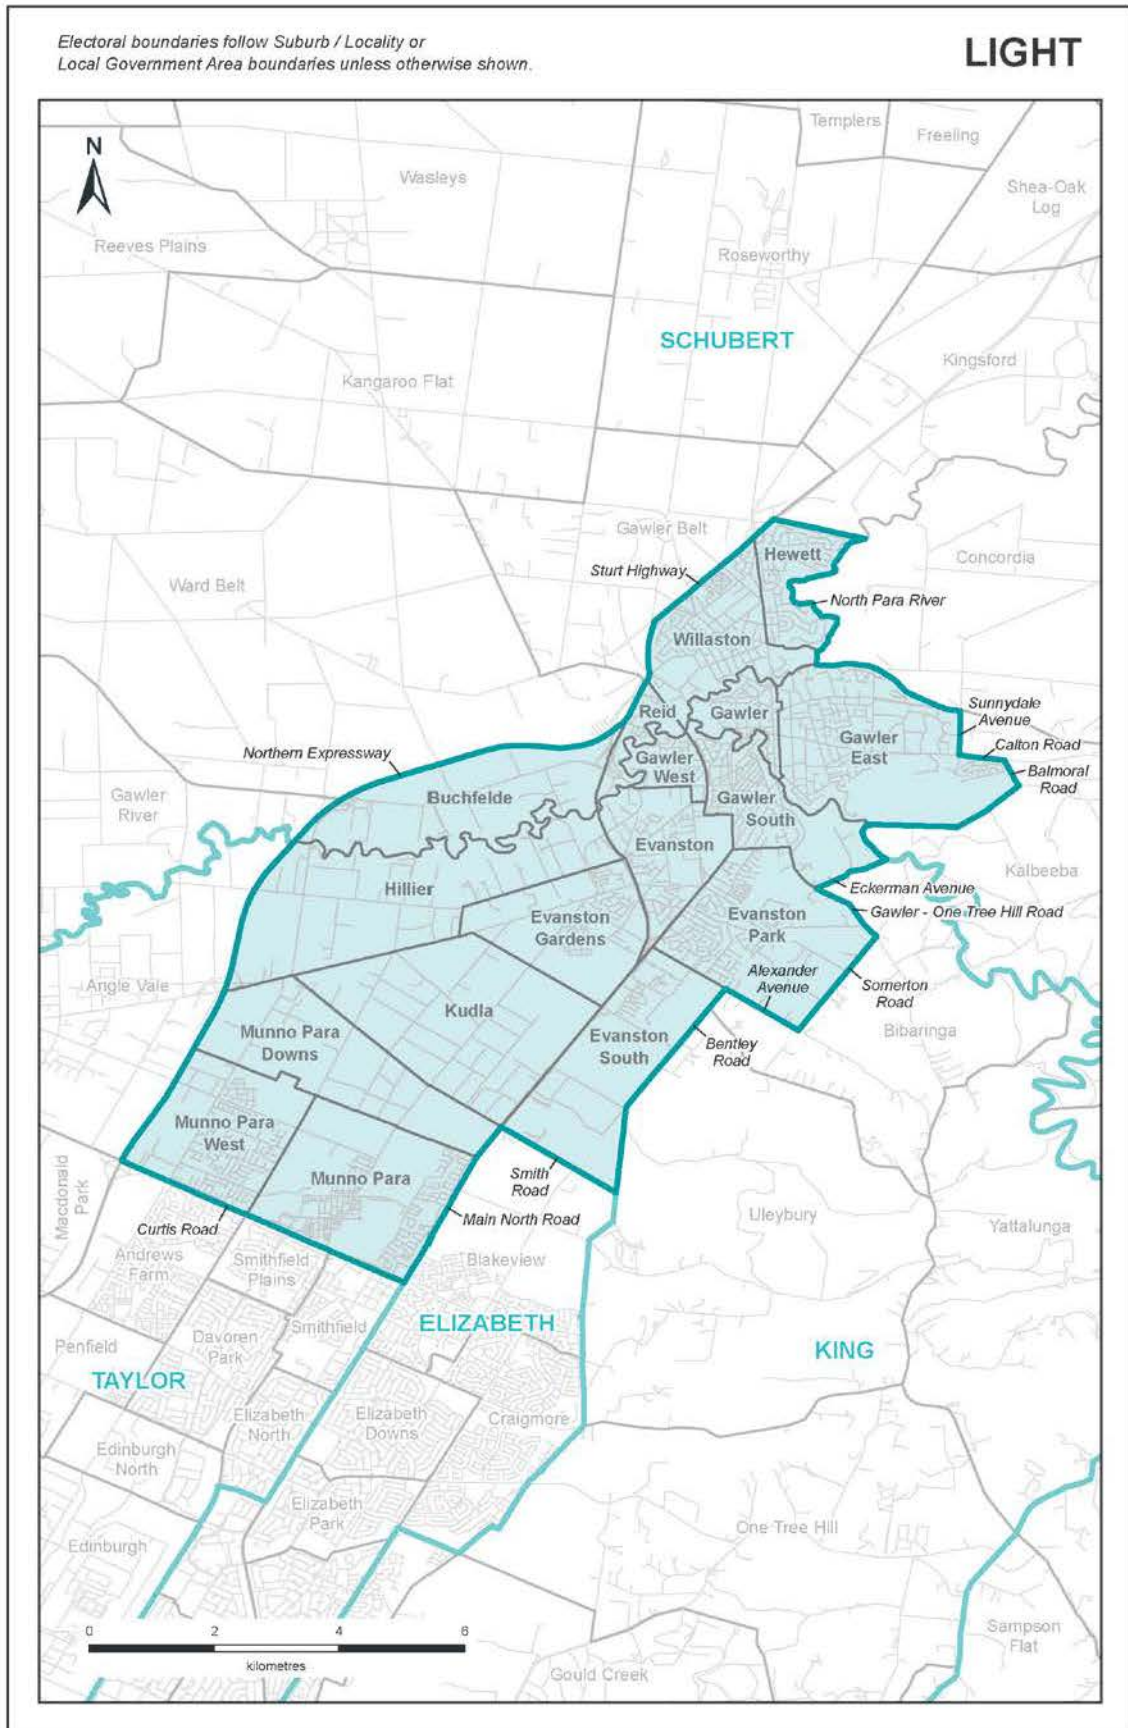 Electoral boundaries follow Suburb / Locality or
Local Government Area boundaries unless otherwise shown.
LIGHT
N
Templers
Freeling
Wasleys
Shea-Oak
Log
Reeves Plains
Roseworthy
SCHUBERT
Kingsford
Kangaroo Flat
Gawler Belt
Hewett
Concordia
Sturt Highway
Ward Belt
North Para River
Willaston
Reid
Gawler
Sunnydale
Avenue
Gawler
East
Calton Road
Northern Expressway
Gawler
West
Balmoral
Road
Buchfelde
Gawler
River
Gawler
South
Evanston
Kalbeeba
Hillier
Eckerman Avenue
Evanston
Gardens
Evanston
Park
Gawler - One Tree Hill Road
Angle Vale
Alexander
Avenue
Somerton
Road
Kudla
Bibaringa
Munno Para
Downs
Evanston
South
Bentley
Road
Munno Para
West
Munno Para
Smith
Road
Macdonald
Park
Main North Road
Uleybury
Yattalunga
Curtis Road
Andrews
Farm
Smithfield
Plains
Blakeview
ELIZABETH
Smithfield
Davoren
Park
Penfield
KING
TAYLOR
Elizabeth
North
Elizabeth
Downs
Craigmore
Edinburgh
North
Elizabeth
Park
One Tree Hill
Edinburgh
Sampson
Flat
0 2 4 6
kilometres
Gould Creek